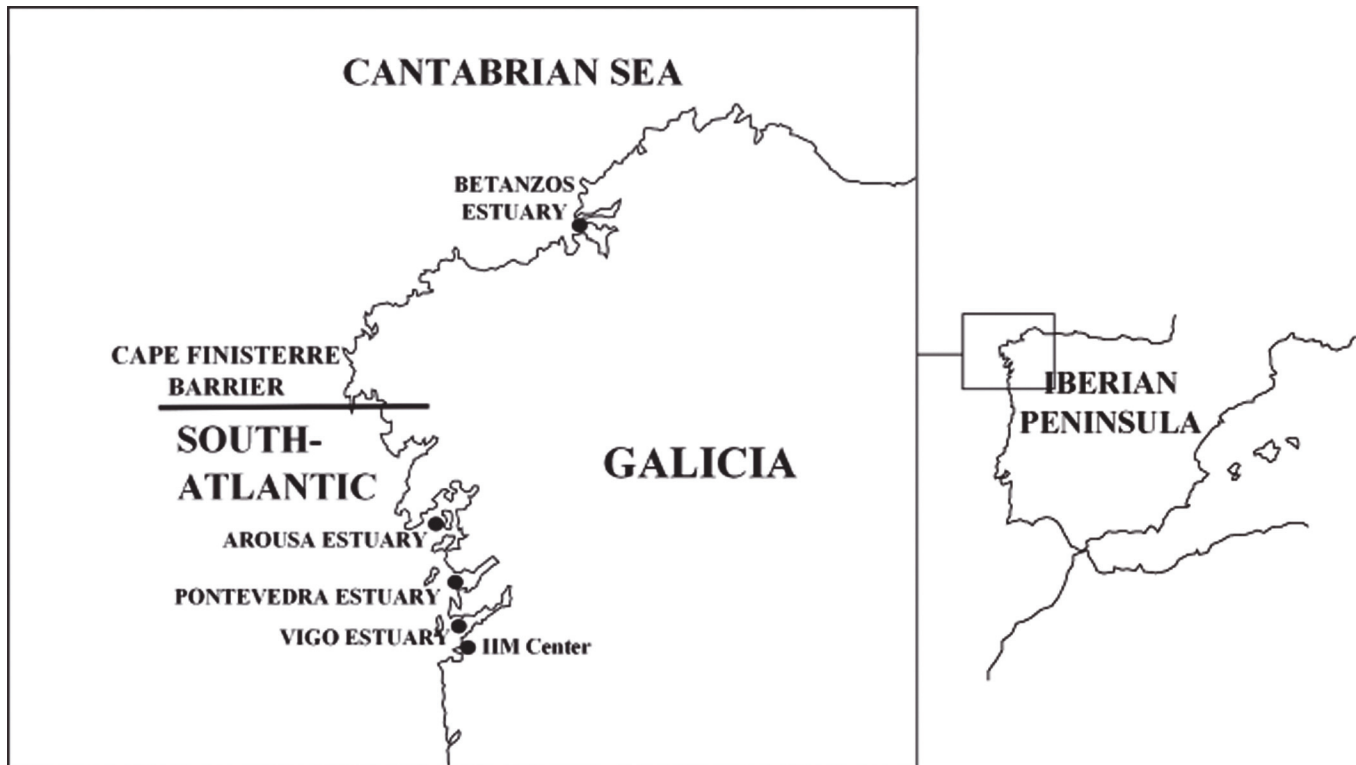 CANTABRIAN SEA
BETANZOS
ESTUARY
CAPE FINISTERRE
BARRIER
SOUTH-
ATLANTIC
GALICIA
AROUSA ESTUARY
PONTEVEDRA ESTUARY
VIGO ESTUARY
IIM Center
IBERIAN
PENINSULA